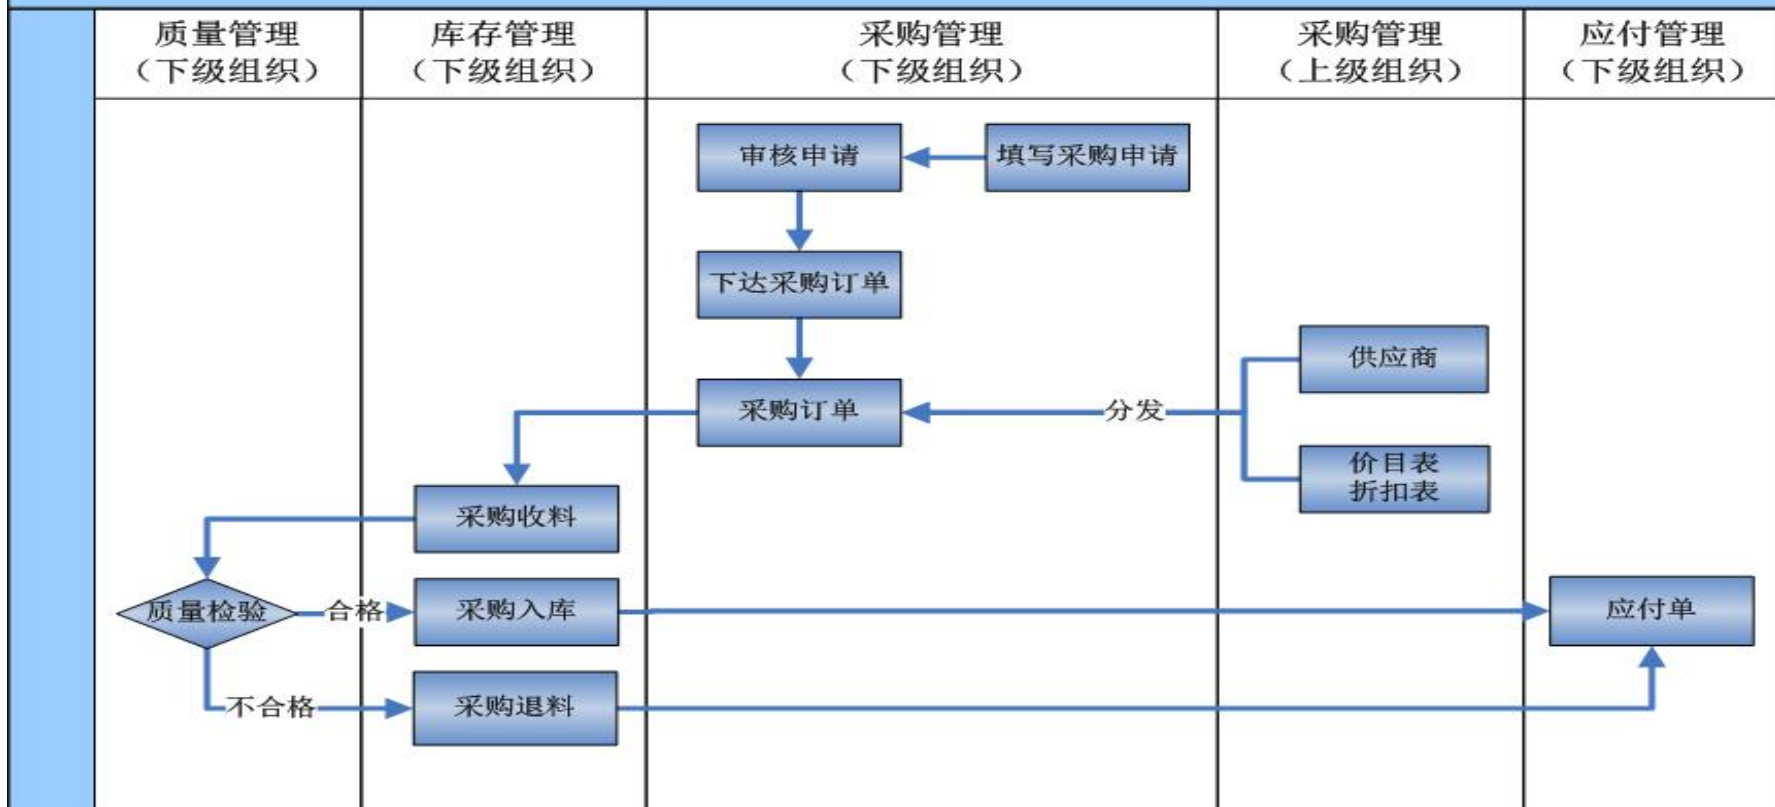 质量管理
（下级组织）
库存管理
（下级组织）
采购管理
（下级组织）
采购管理
（上级组织）
应付管理
（下级组织）
审核申请
填写采购申请
下达采购订单
供应商
采购订单
分发
价目表
折扣表
采购收料
质量检验
合格
采购入库
应付单
不合格
采购退料